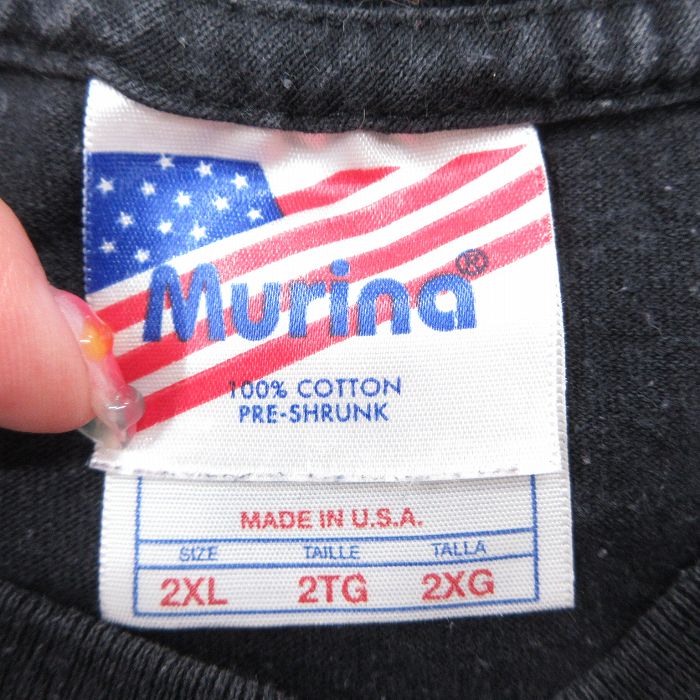 Murina®
100% COTTON
PRE-SHRUNK
MADE IN U.S.A.
SIZE TAILLE TALLA
2XL 2TG 2XG